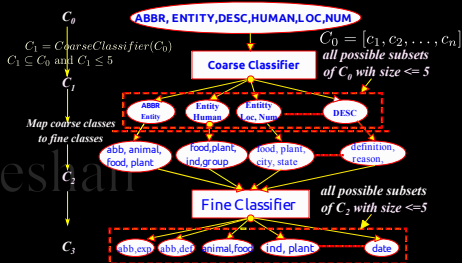 C₀
ABBR, ENTITY,DESC,HUMAN,LOC,NUM
C₀ = [c₁, c₂, . . . , cₙ]
C₁ = CoarseClassifier(C₀)
C₁ ⊆ C₀ and C₁ ≤ 5
Coarse Classifier
all possible subsets
of C₀ wih size <= 5
C₁
ABBR
Entity
Entity
Human
Entitty
Loc, Num
DESC
Map coarse classes
to fine classes
abb, animal,
food, plant
food,plant,
ind,group
food, plant,
city, state
definition,
reason,
eshan
C₂
Fine Classifier
all possible subsets
of C₂ with size <=5
C₃
abb,exp
abb,def
animal,food
ind, plant
date